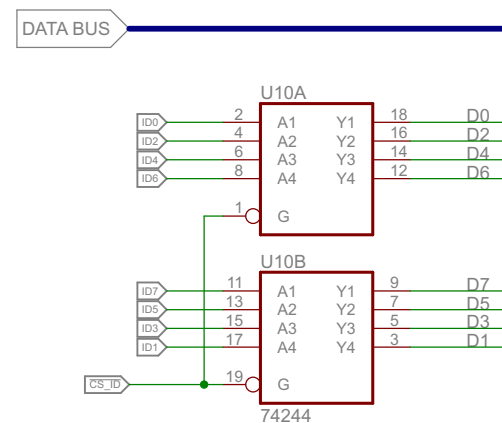 DATA BUS
U10A
ID0 2 A1 Y1 18 D0
ID2 4 A2 Y2 16 D2
ID4 6 A3 Y3 14 D4
ID6 8 A4 Y4 12 D6
1 G
U10B
ID7 11 A1 Y1 9 D7
ID5 13 A2 Y2 7 D5
ID3 15 A3 Y3 5 D3
ID1 17 A4 Y4 3 D1
CS_ID 19 G
74244